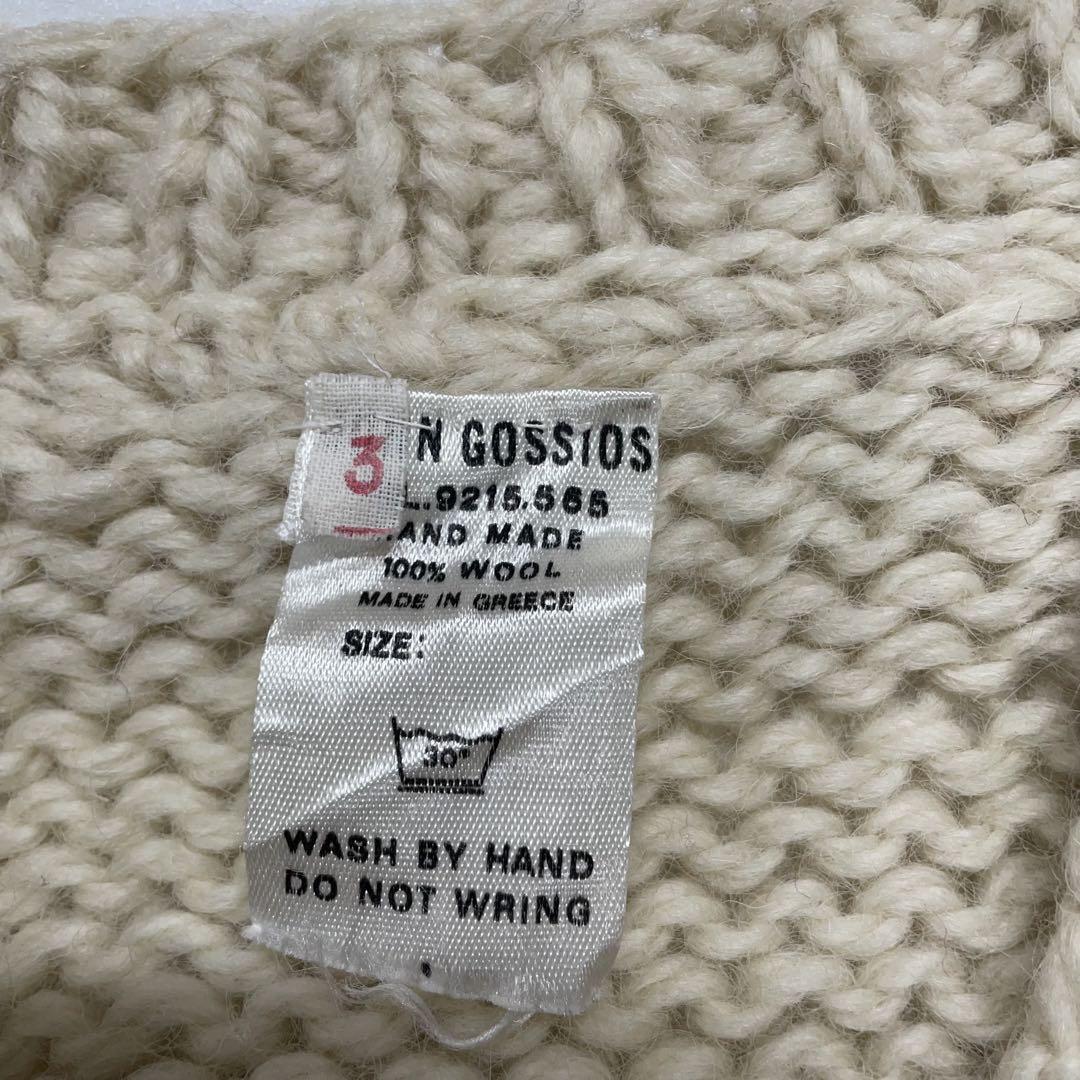 3
N GOSSIOS
L.9215.565
AND MADE
100% WOOL
MADE IN GREECE
SIZE:
30°
WASH BY HAND
DO NOT WRING